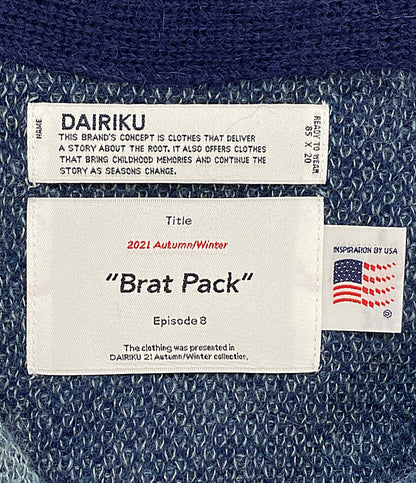 NAME
DAIRIKU
THIS BRAND'S CONCEPT IS CLOTHES THAT DELIVER
A STORY ABOUT THE ROOT. IT ALSO OFFERS CLOTHES
THAT BRING CHILDHOOD MEMORIES AND CONTINUE THE
STORY AS SEASONS CHANGE.
READY TO WEAR
85 X 20
Title
2021 Autumn/Winter
"Brat Pack"
Episode 8
The clothing was presented in
DAIRIKU 21 Autumn/Winter collection.
INSPIRATION BY USA
©